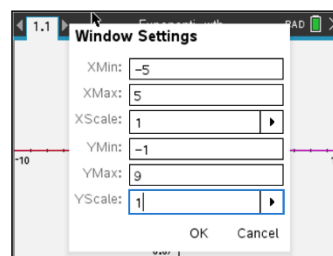 1.1
RAD
Window Settings
XMin: -5
XMax: 5
XScale: 1
YMin: -1
YMax: 9
YScale: 1
-10
OK Cancel